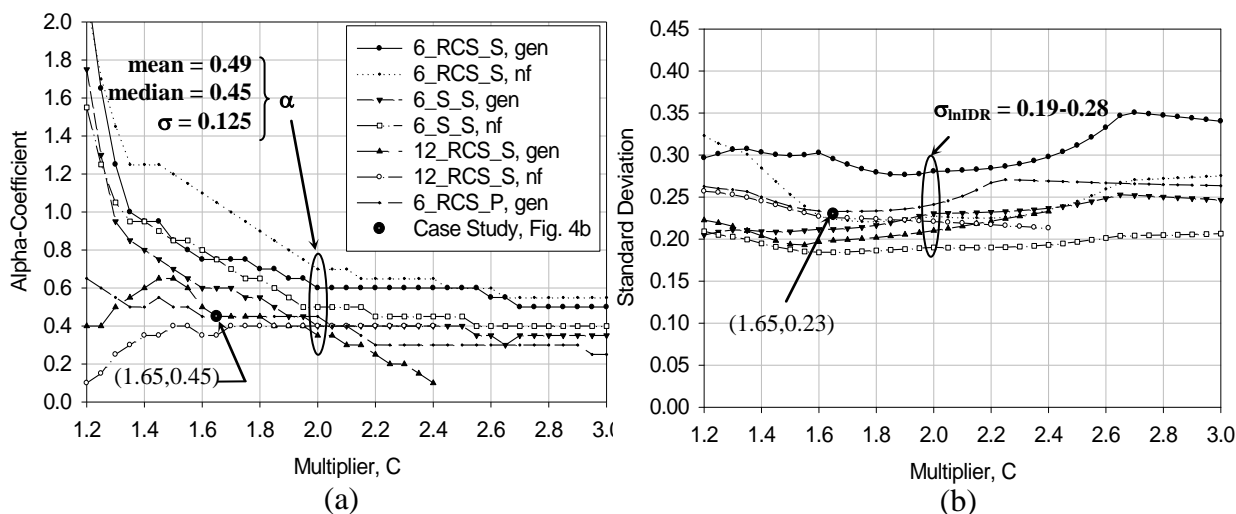 2.0
1.8
1.6
1.4
1.2
1.0
0.8
0.6
0.4
0.2
0.0
Alpha-Coefficient
mean = 0.49
median = 0.45
σ = 0.125
α
6_RCS_S, gen
6_RCS_S, nf
6_S_S, gen
6_S_S, nf
12_RCS_S, gen
12_RCS_S, nf
6_RCS_P, gen
Case Study, Fig. 4b
(1.65,0.45)
1.2 1.4 1.6 1.8 2.0 2.2 2.4 2.6 2.8 3.0
Multiplier, C
(a)
0.45
0.40
0.35
0.30
0.25
0.20
0.15
0.10
0.05
0.00
Standard Deviation
σlnIDR = 0.19-0.28
(1.65,0.23)
1.2 1.4 1.6 1.8 2.0 2.2 2.4 2.6 2.8 3.0
Multiplier, C
(b)